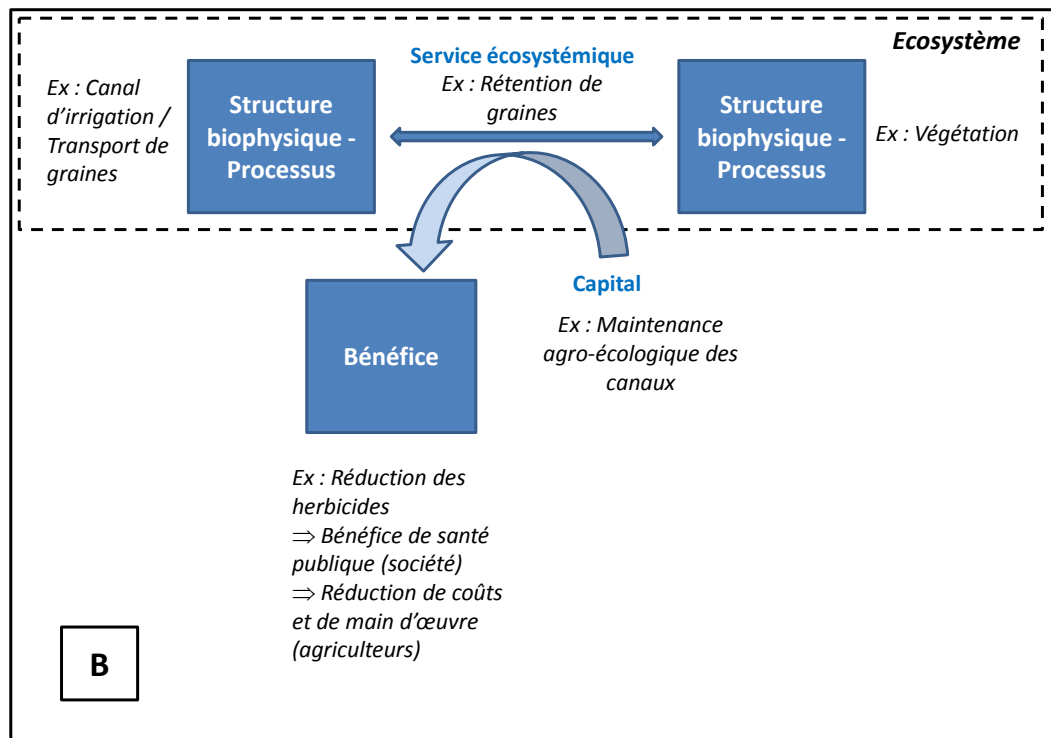 Ecosystème
Service écosystémique
Ex : Rétention de
graines
Ex : Canal
d’irrigation /
Transport de
graines
Structure
biophysique -
Processus
Structure
biophysique -
Processus
Ex : Végétation
Bénéfice
Capital
Ex : Maintenance
agro-écologique des
canaux
Ex : Réduction des
herbicides
⇒ Bénéfice de santé
publique (société)
⇒ Réduction de coûts
et de main d’œuvre
(agriculteurs)
B